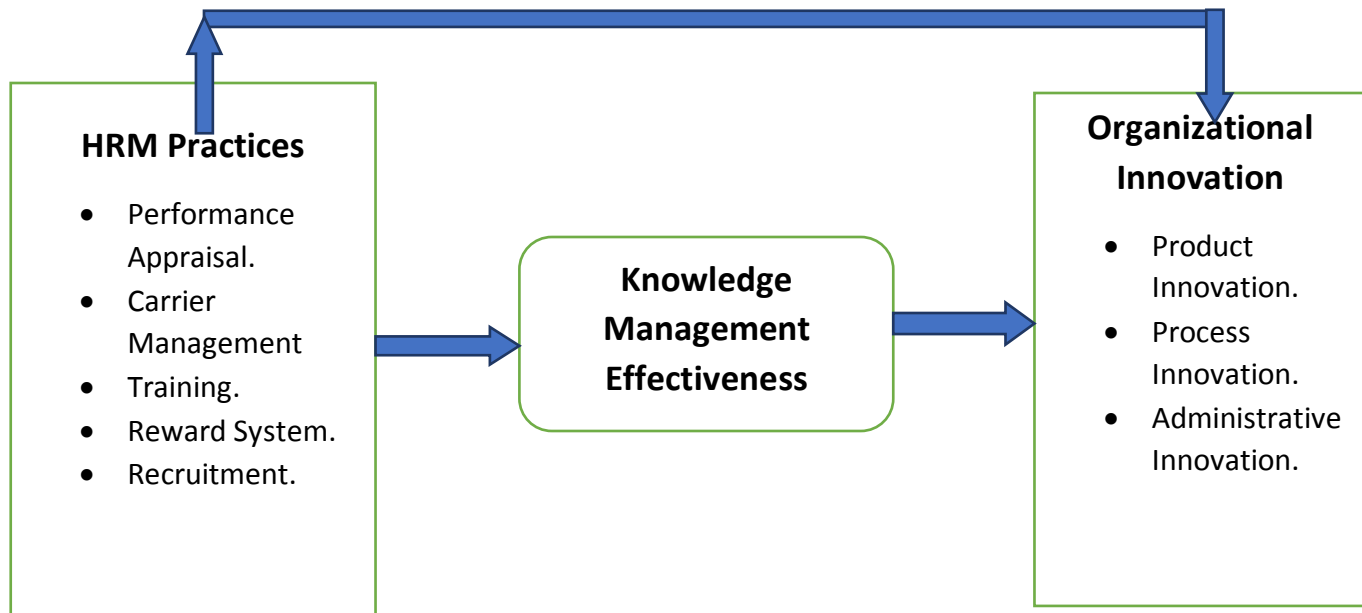 HRM Practices
• Performance
Appraisal.
• Carrier
Management
• Training.
• Reward System.
• Recruitment.
Knowledge
Management
Effectiveness
Organizational
Innovation
• Product
Innovation.
• Process
Innovation.
• Administrative
Innovation.